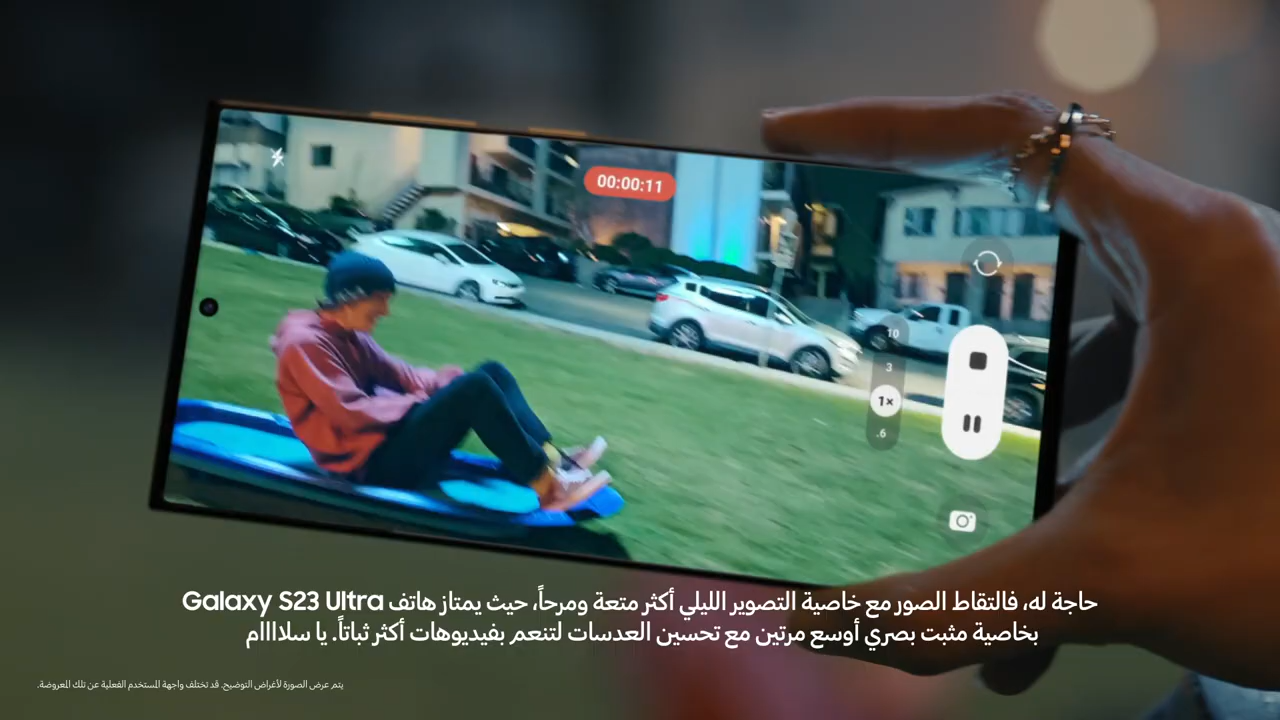 00:00:11
10
3
1×
.6
حاجة له، فالتقاط الصور مع خاصية التصوير الليلي أكثر متعة ومرحاً، حيث يمتاز هاتف Galaxy S23 Ultra
بخاصية مثبت بصري أوسع مرتين مع تحسين العدسات لتنعم بفيديوهات أكثر ثباتاً. يا سلاااام
يتم عرض الصورة لأغراض التوضيح. قد تختلف واجهة المستخدم الفعلية عن تلك المعروضة.